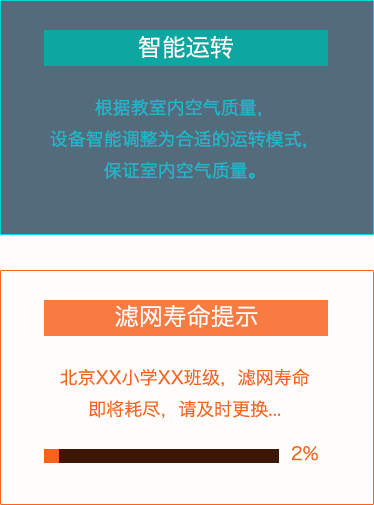 智能运转
根据教室内空气质量，
设备智能调整为合适的运转模式，
保证室内空气质量。
滤网寿命提示
北京XX小学XX班级，滤网寿命
即将耗尽，请及时更换...
2%